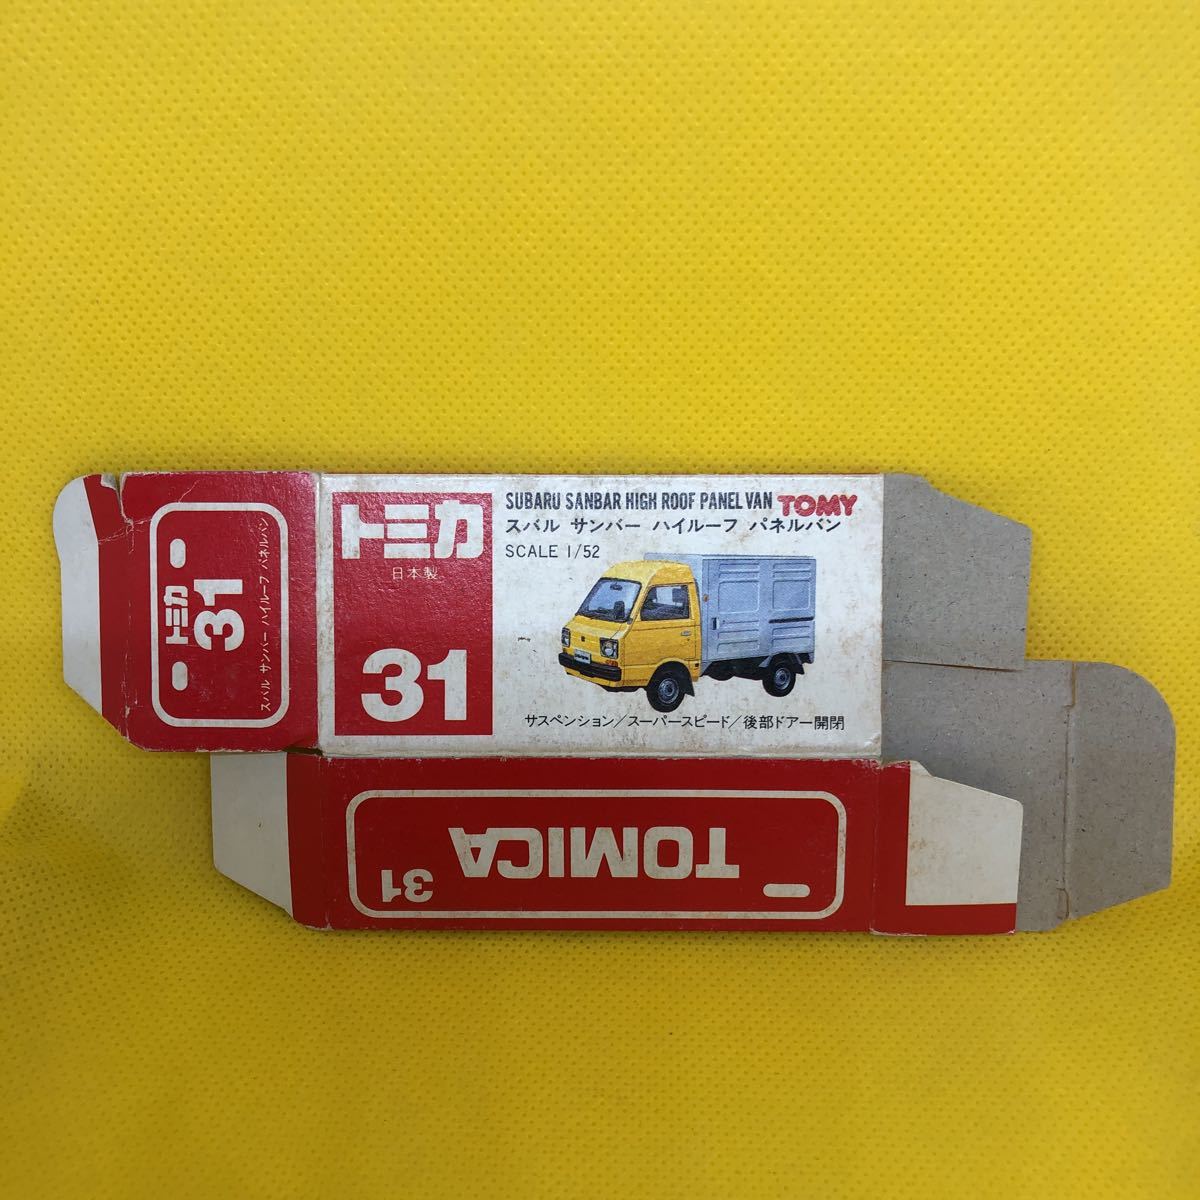 トミカ
31
スバル サンバー ハイルーフ パネルバン
トミカ
日本製
31
SUBARU SANBAR HIGH ROOF PANEL VAN TOMY
スバル サンバー ハイルーフ パネルバン
SCALE 1/52
サスペンション/スーパースピード/後部ドアー開閉
TOMICA
31